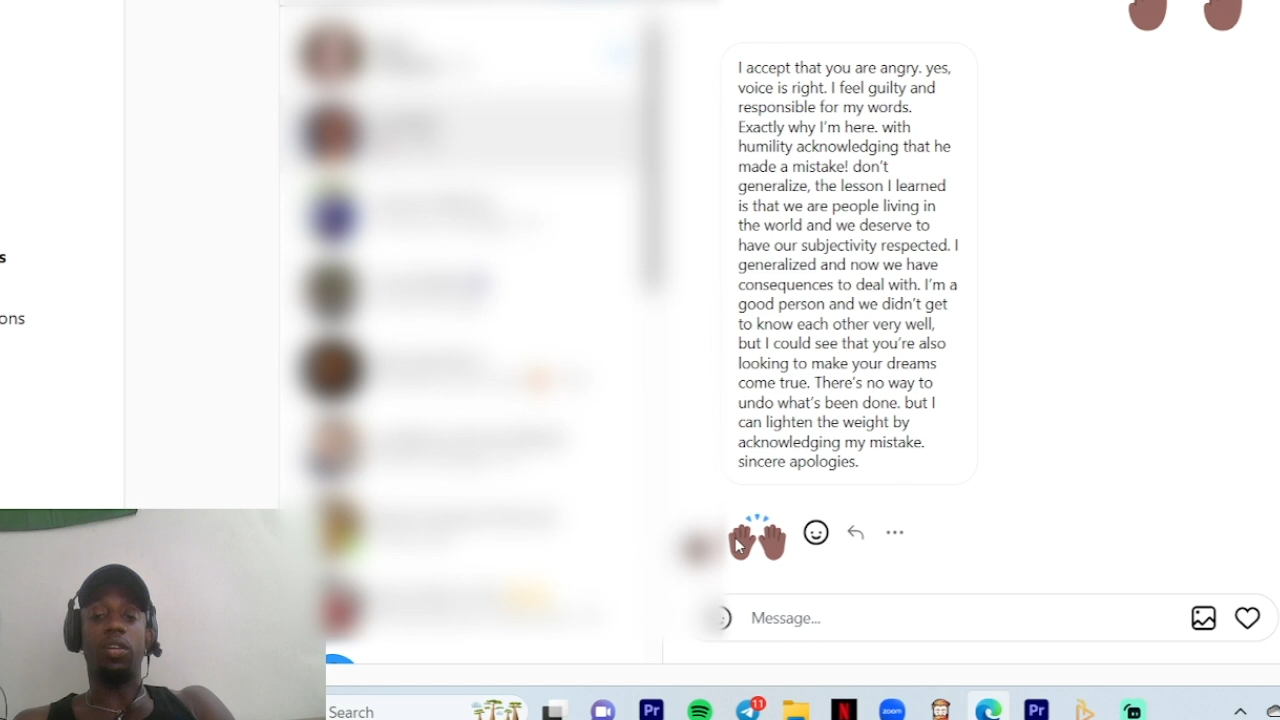 s
ons
I accept that you are angry. yes,
voice is right. I feel guilty and
responsible for my words.
Exactly why I'm here. with
humility acknowledging that he
made a mistake! don't
generalize, the lesson I learned
is that we are people living in
the world and we deserve to
have our subjectivity respected. I
generalized and now we have
consequences to deal with. I'm a
good person and we didn't get
to know each other very well,
but I could see that you're also
looking to make your dreams
come true. There's no way to
undo what's been done. but I
can lighten the weight by
acknowledging my mistake.
sincere apologies.
Message...
Search
Pr
11
N
zoom
Pr